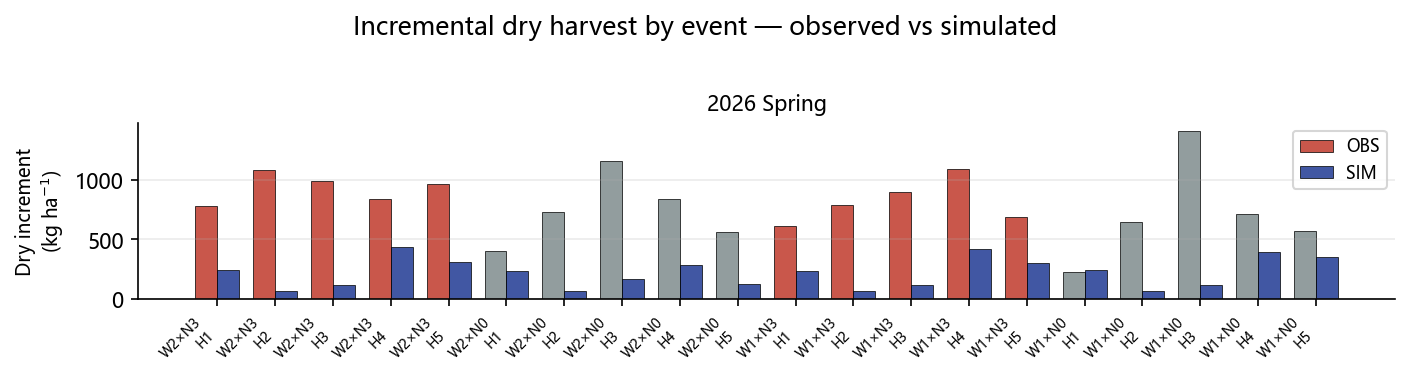 Incremental dry harvest by event — observed vs simulated
2026 Spring
Dry increment
(kg ha⁻¹)
1000
500
0
OBS
SIM
W2×N3
H1
W2×N3
H2
W2×N3
H3
W2×N3
H4
W2×N3
H5
W2×N0
H1
W2×N0
H2
W2×N0
H3
W2×N0
H4
W2×N0
H5
W1×N3
H1
W1×N3
H2
W1×N3
H3
W1×N3
H4
W1×N3
H5
W1×N0
H1
W1×N0
H2
W1×N0
H3
W1×N0
H4
W1×N0
H5